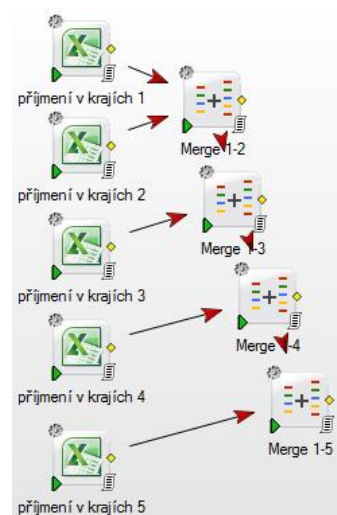 příjmení v krajích 1
Merge 1-2
příjmení v krajích 2
Merge 1-3
příjmení v krajích 3
Merge 1-4
příjmení v krajích 4
Merge 1-5
příjmení v krajích 5